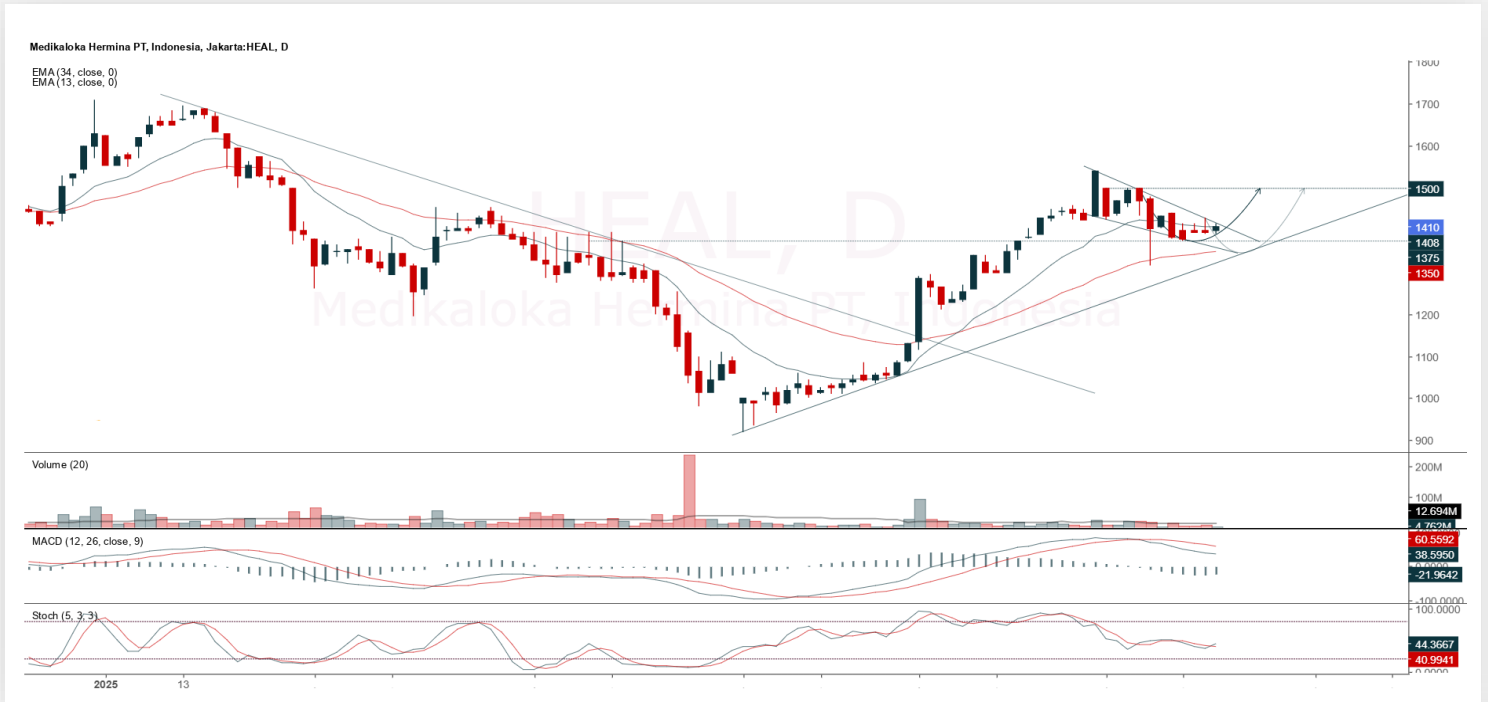 Medikaloka Hermina PT, Indonesia, Jakarta:HEAL, D
EMA (34, close, 0)
EMA (13, close, 0)
HEAL, D
Medikaloka Hermina PT, Indonesia
1800
1700
1600
1500
1410
1408
1375
1350
1200
1100
1000
900
Volume (20)
200M
100M
12.694M
4.762M
MACD (12, 26, close, 9)
60.5592
38.5950
0.0000
-21.9642
-100.0000
Stoch (5, 3, 3)
100.0000
44.3667
40.9941
0.0000
2025
13